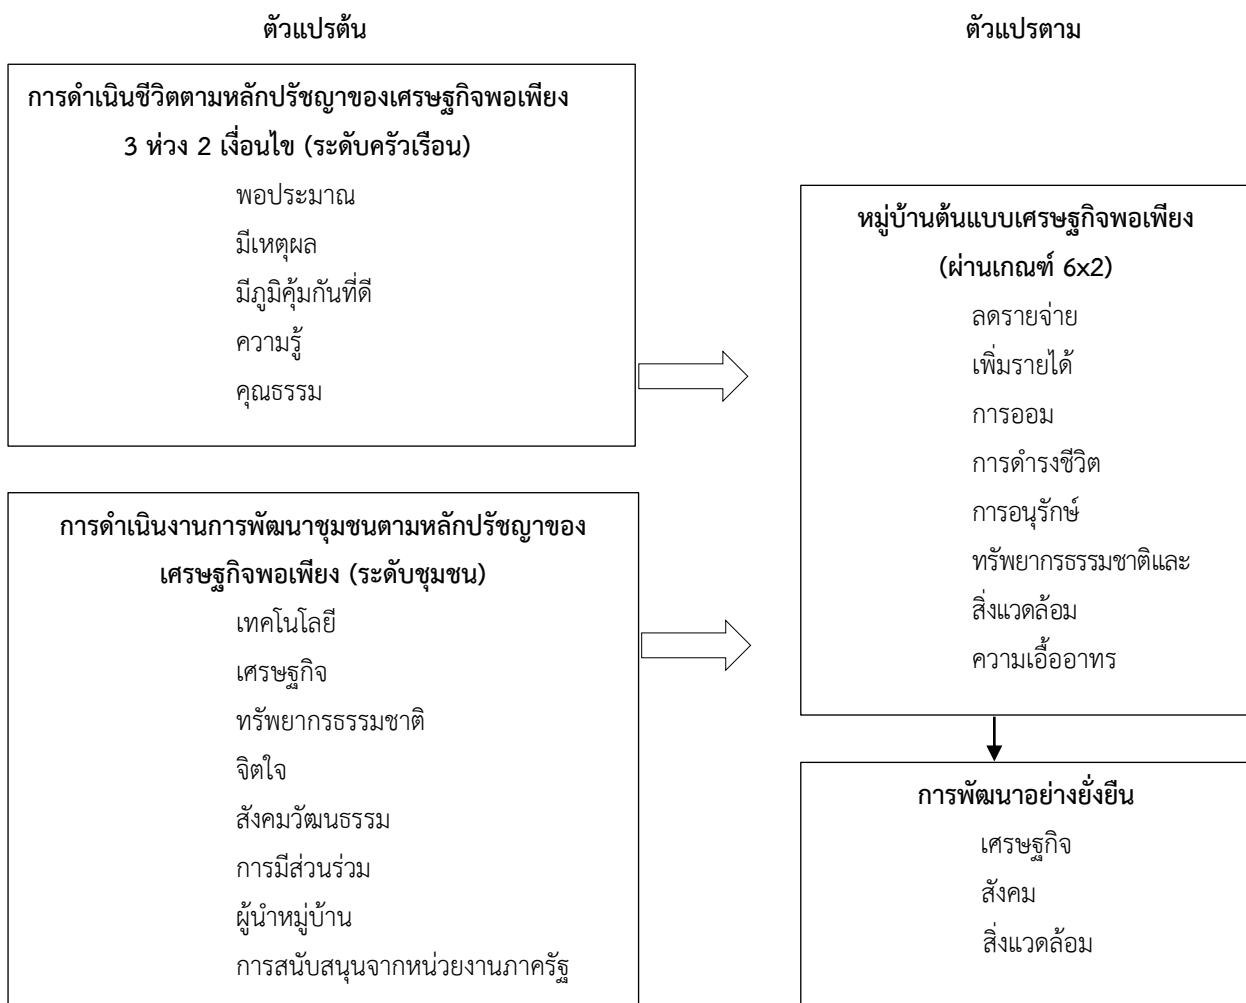 ตัวแปรต้น
ตัวแปรตาม
การดำเนินชีวิตตามหลักปรัชญาของเศรษฐกิจพอเพียง
3 ห่วง 2 เงื่อนไข (ระดับครัวเรือน)
พอประมาณ
มีเหตุผล
มีภูมิคุ้มกันที่ดี
ความรู้
คุณธรรม
การดำเนินงานการพัฒนาชุมชนตามหลักปรัชญาของ
เศรษฐกิจพอเพียง (ระดับชุมชน)
เทคโนโลยี
เศรษฐกิจ
ทรัพยากรธรรมชาติ
จิตใจ
สังคมวัฒนธรรม
การมีส่วนร่วม
ผู้นำหมู่บ้าน
การสนับสนุนจากหน่วยงานภาครัฐ
หมู่บ้านต้นแบบเศรษฐกิจพอเพียง
(ผ่านเกณฑ์ 6x2)
ลดรายจ่าย
เพิ่มรายได้
การออม
การดำรงชีวิต
การอนุรักษ์
ทรัพยากรธรรมชาติและ
สิ่งแวดล้อม
ความเอื้ออาทร
การพัฒนาอย่างยั่งยืน
เศรษฐกิจ
สังคม
สิ่งแวดล้อม